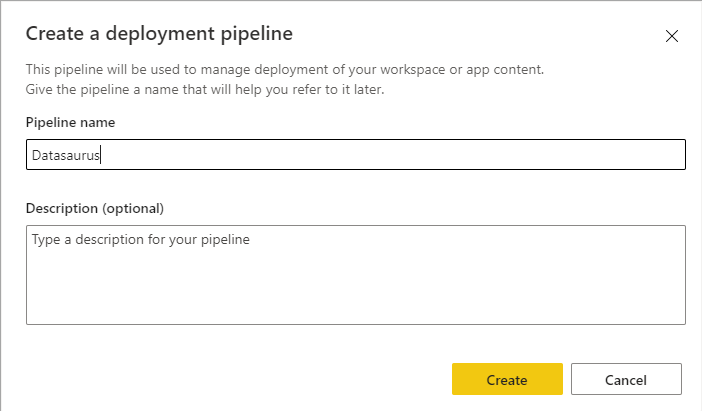 Create a deployment pipeline
This pipeline will be used to manage deployment of your workspace or app content.
Give the pipeline a name that will help you refer to it later.
Pipeline name
Datasaurus
Description (optional)
Type a description for your pipeline
Create
Cancel